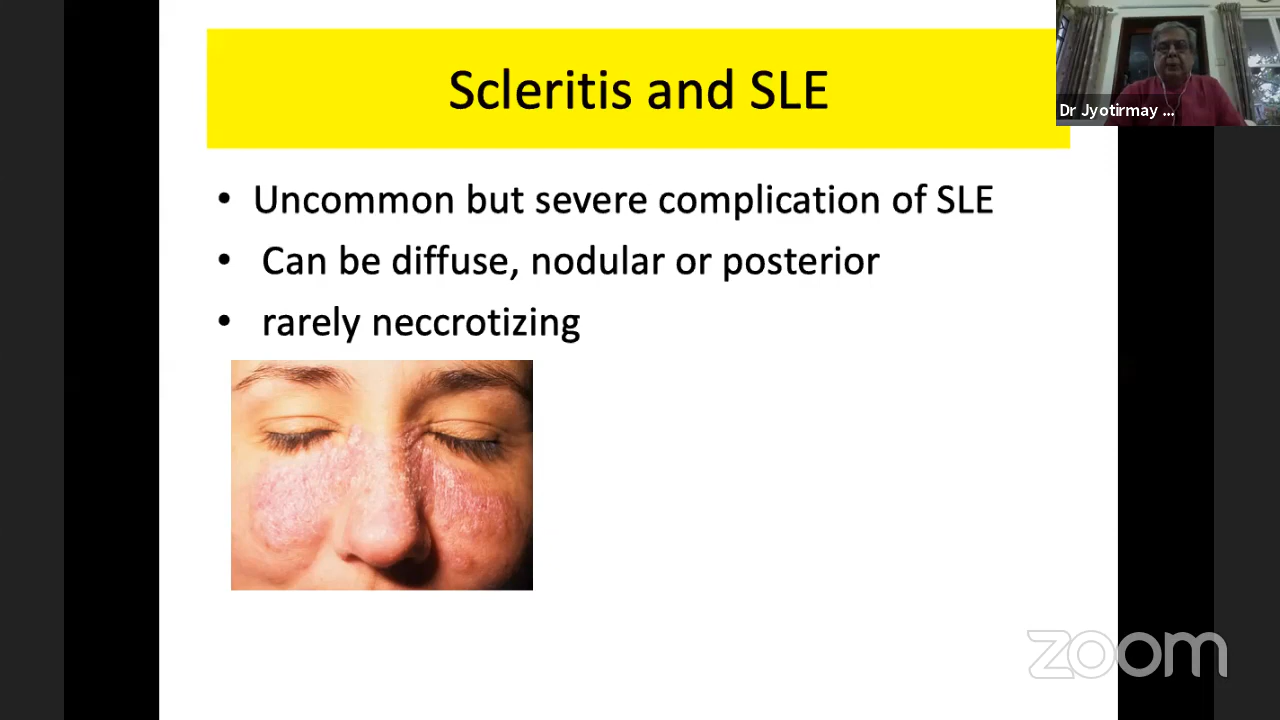 Scleritis and SLE
Dr Jyotirmay ...
• Uncommon but severe complication of SLE
• Can be diffuse, nodular or posterior
• rarely neccrotizing
zoom